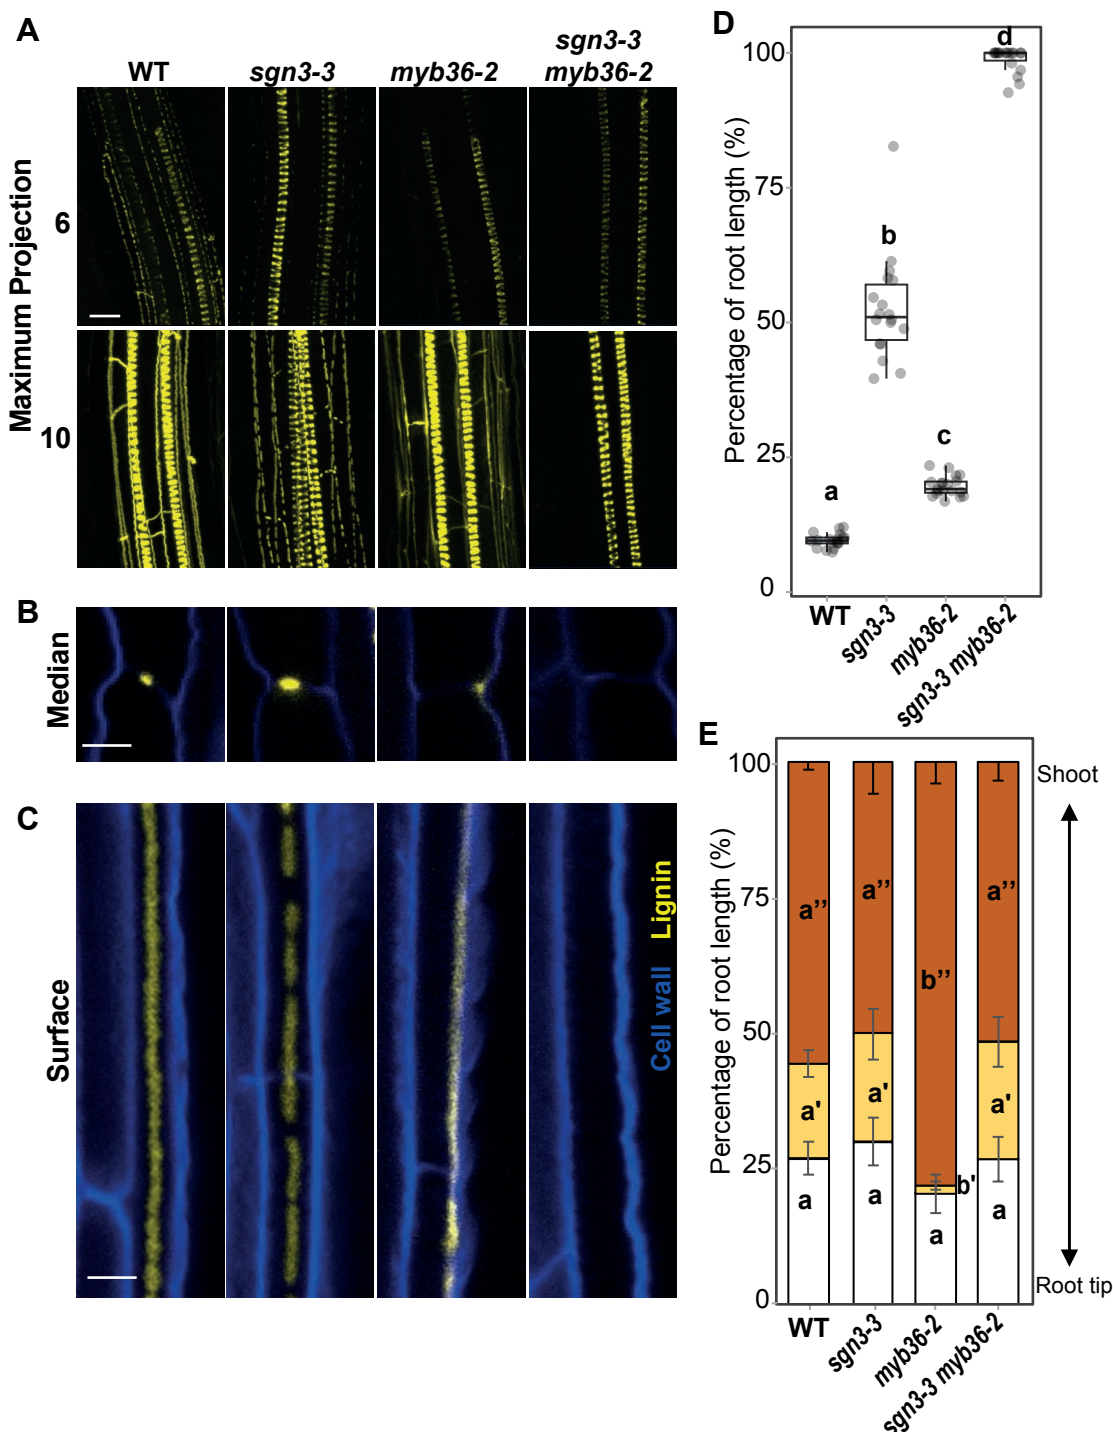 A
WT
sgn3-3
myb36-2
sgn3-3
myb36-2
Maximum Projection
6
10
B
Median
C
Surface
Cell wall
Lignin
D
Percentage of root length (%)
100
75
50
25
0
a
b
c
d
WT
sgn3-3
myb36-2
sgn3-3 myb36-2
E
Percentage of root length (%)
100
75
50
25
0
a’’
a’’
b’’
a’’
a'
a'
b'
a'
a
a
a
a
Shoot
Root tip
WT
sgn3-3
myb36-2
sgn3-3 myb36-2